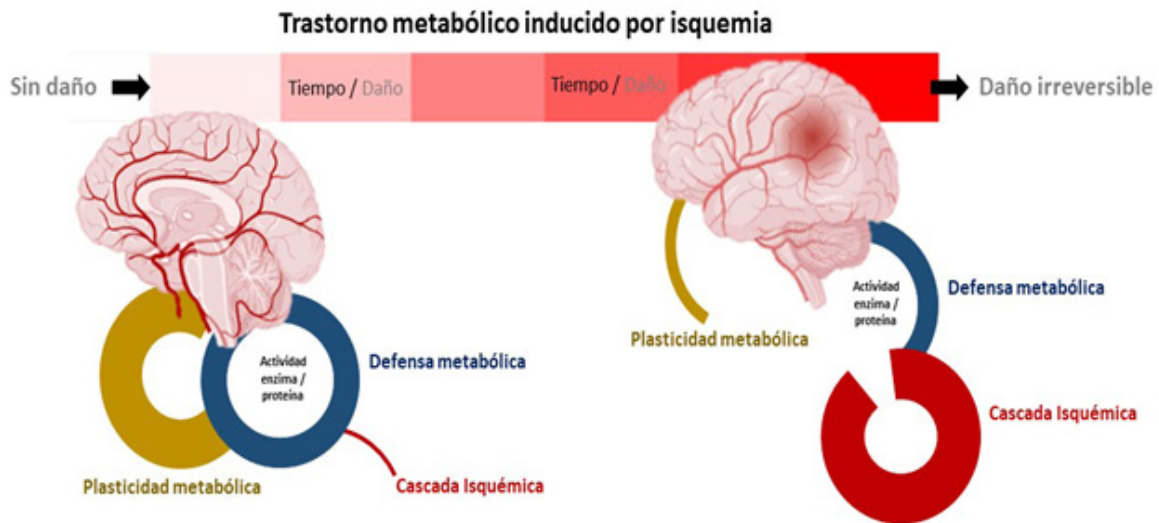 Trastorno metabólico inducido por isquemia
Sin daño
Tiempo / Daño
Tiempo / Daño
Daño irreversible
Actividad
enzima /
proteína
Defensa metabólica
Plasticidad metabólica
Cascada Isquémica
Actividad
enzima /
proteína
Defensa metabólica
Plasticidad metabólica
Cascada Isquémica